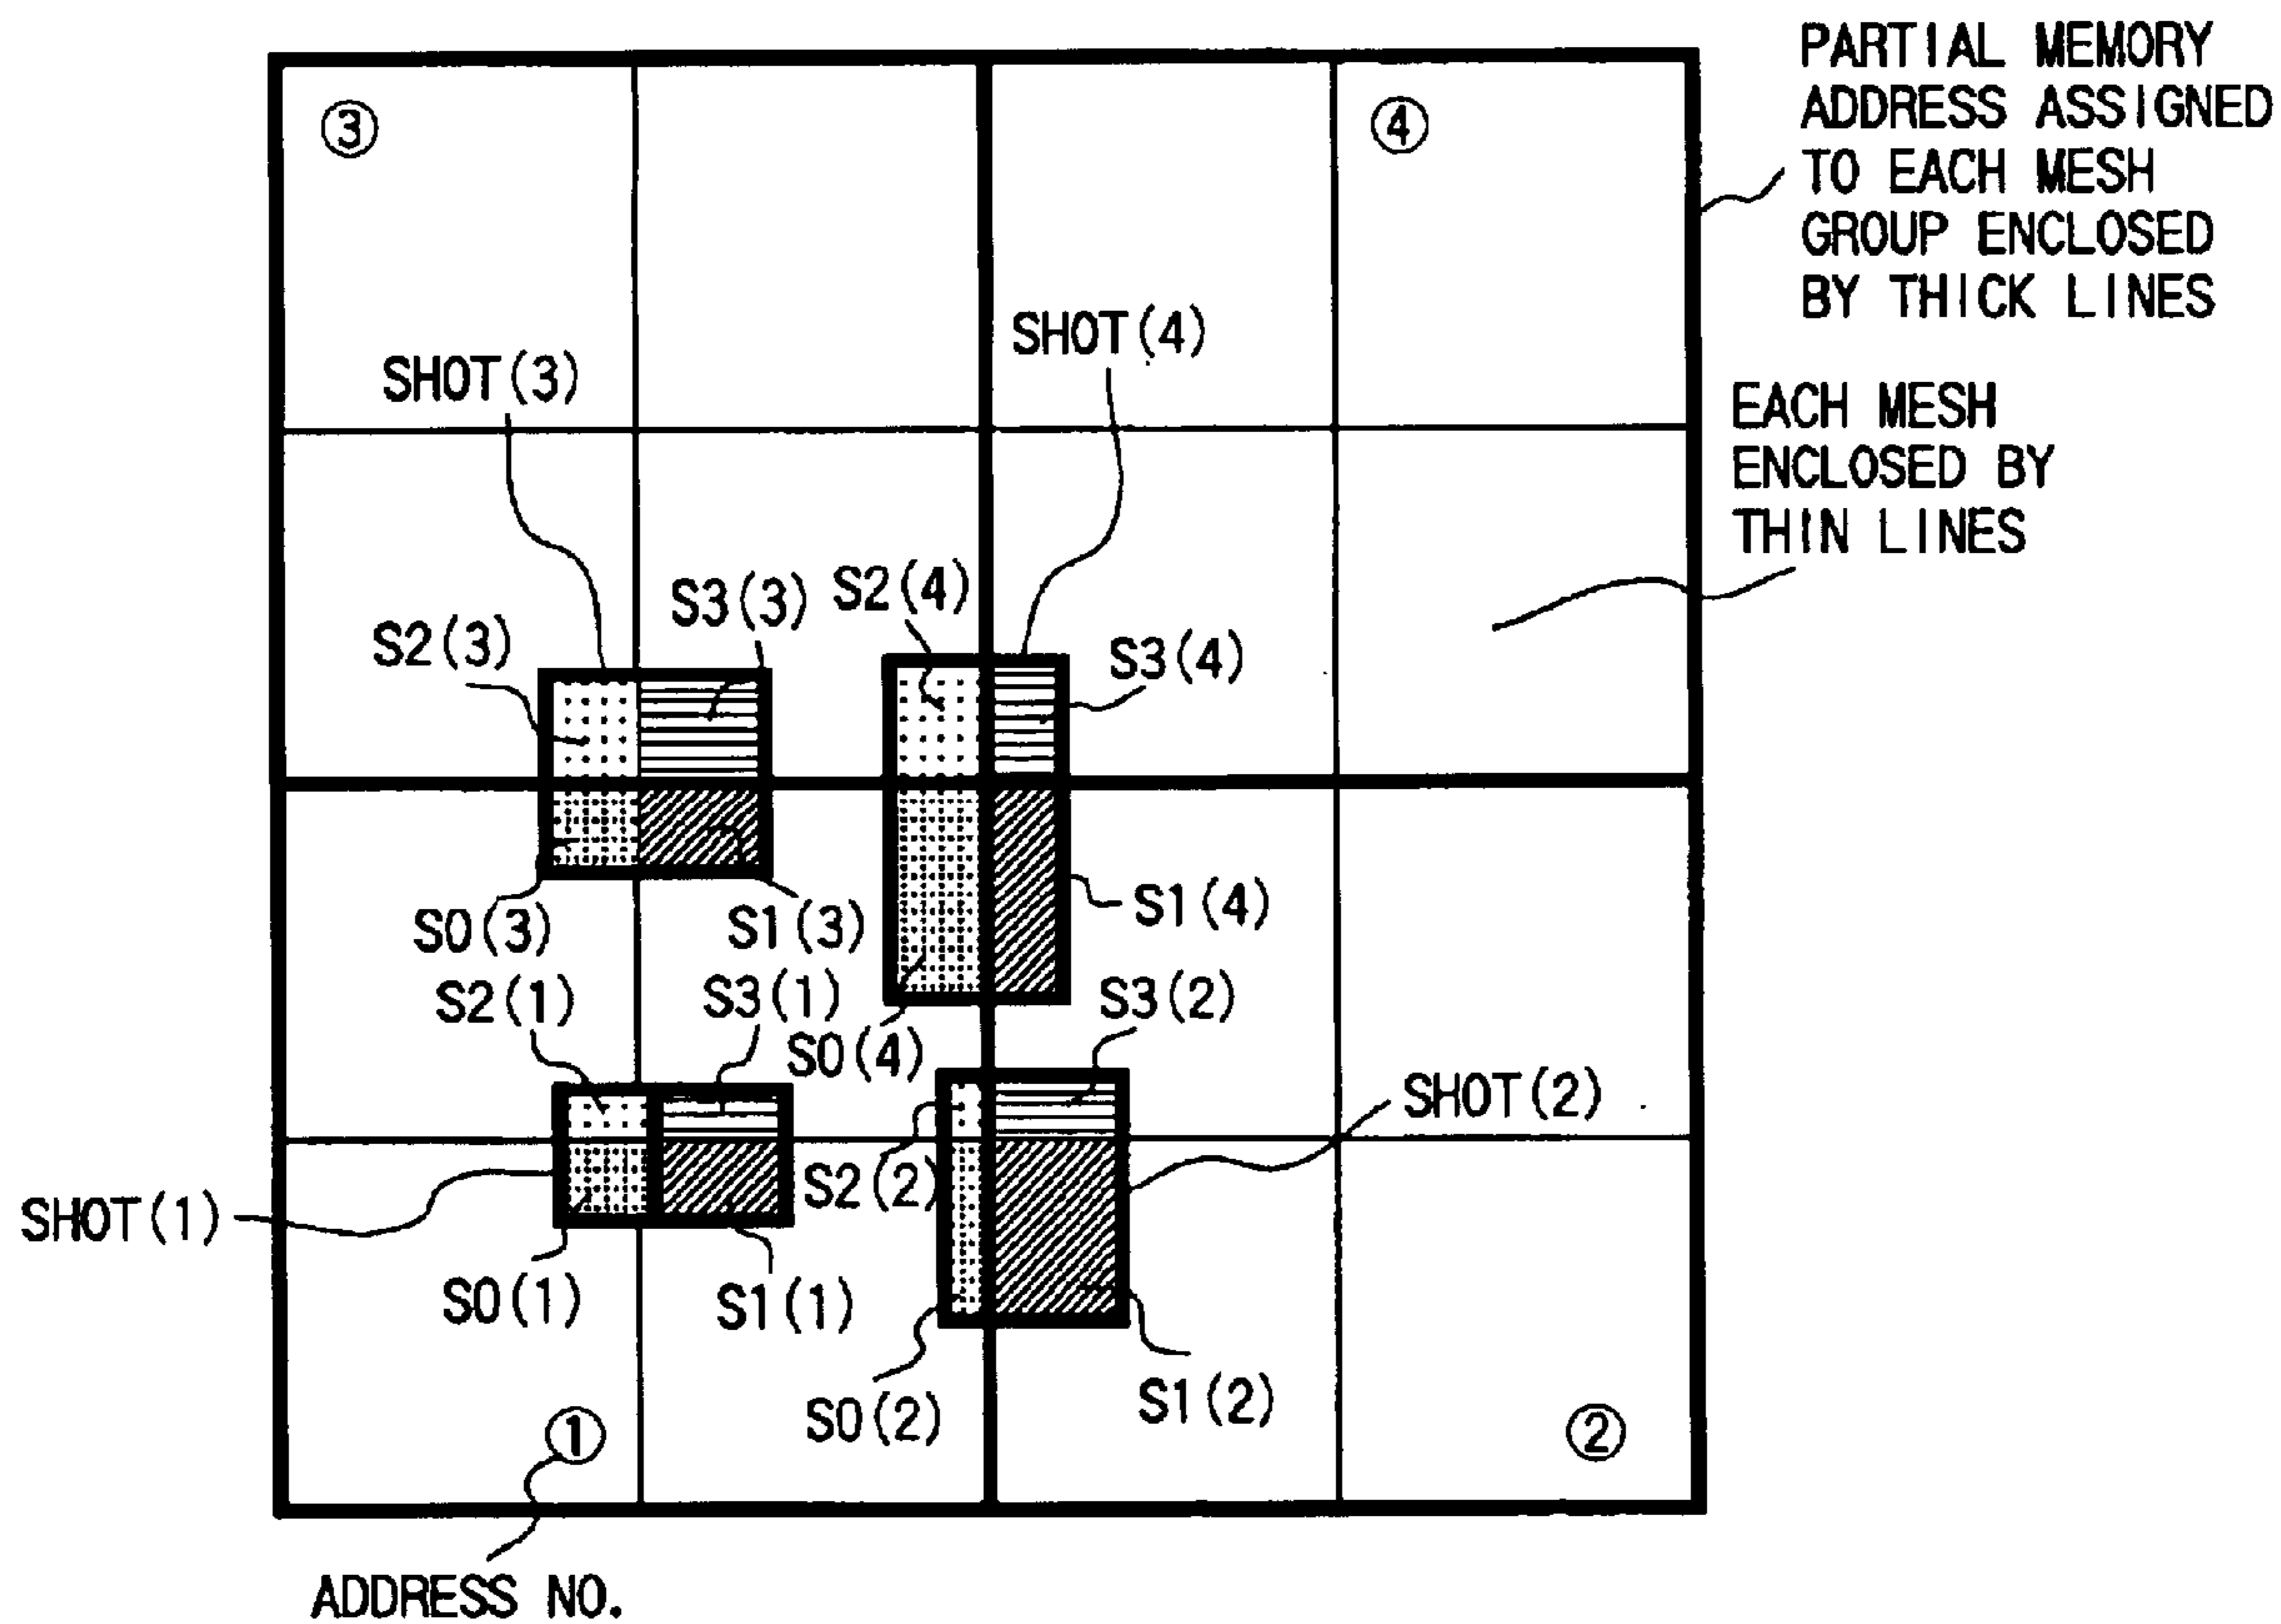 PARTIAL MEMORY
ADDRESS ASSIGNED
TO EACH MESH
GROUP ENCLOSED
BY THICK LINES
③
④
SHOT(4)
SHOT(3)
EACH MESH
ENCLOSED BY
THIN LINES
S2(4)
S3(3)
S2(3)
S3(4)
S1(4)
S0(3)
S1(3)
S2(1)
S3(1)
S3(2)
S0(4)
SHOT(2)
S2(2)
SHOT(1)
S0(1)
S1(1)
S1(2)
S0(2)
①
②
ADDRESS NO.